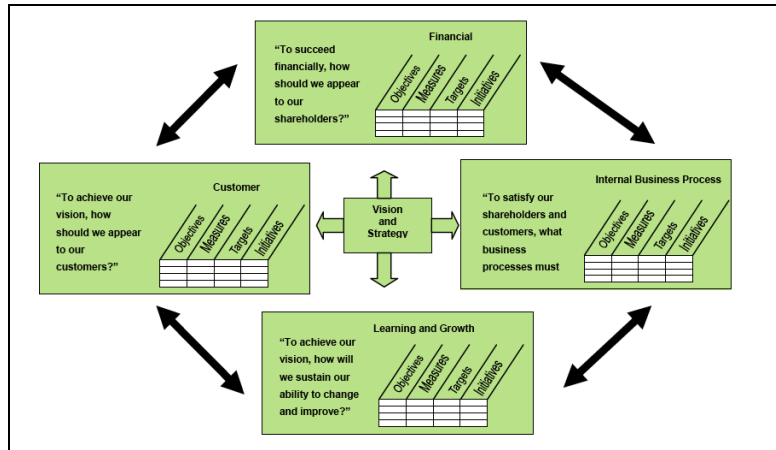 Financial
“To succeed
financially, how
should we appear
to our
shareholders?”
Objectives
Measures
Targets
Initiatives
Customer
“To achieve our
vision, how
should we appear
to our
customers?”
Objectives
Measures
Targets
Initiatives
Vision
and
Strategy
Internal Business Process
“To satisfy our
shareholders and
customers, what
business
processes must
Objectives
Measures
Targets
Initiatives
Learning and Growth
“To achieve our
vision, how will
we sustain our
ability to change
and improve?”
Objectives
Measures
Targets
Initiatives